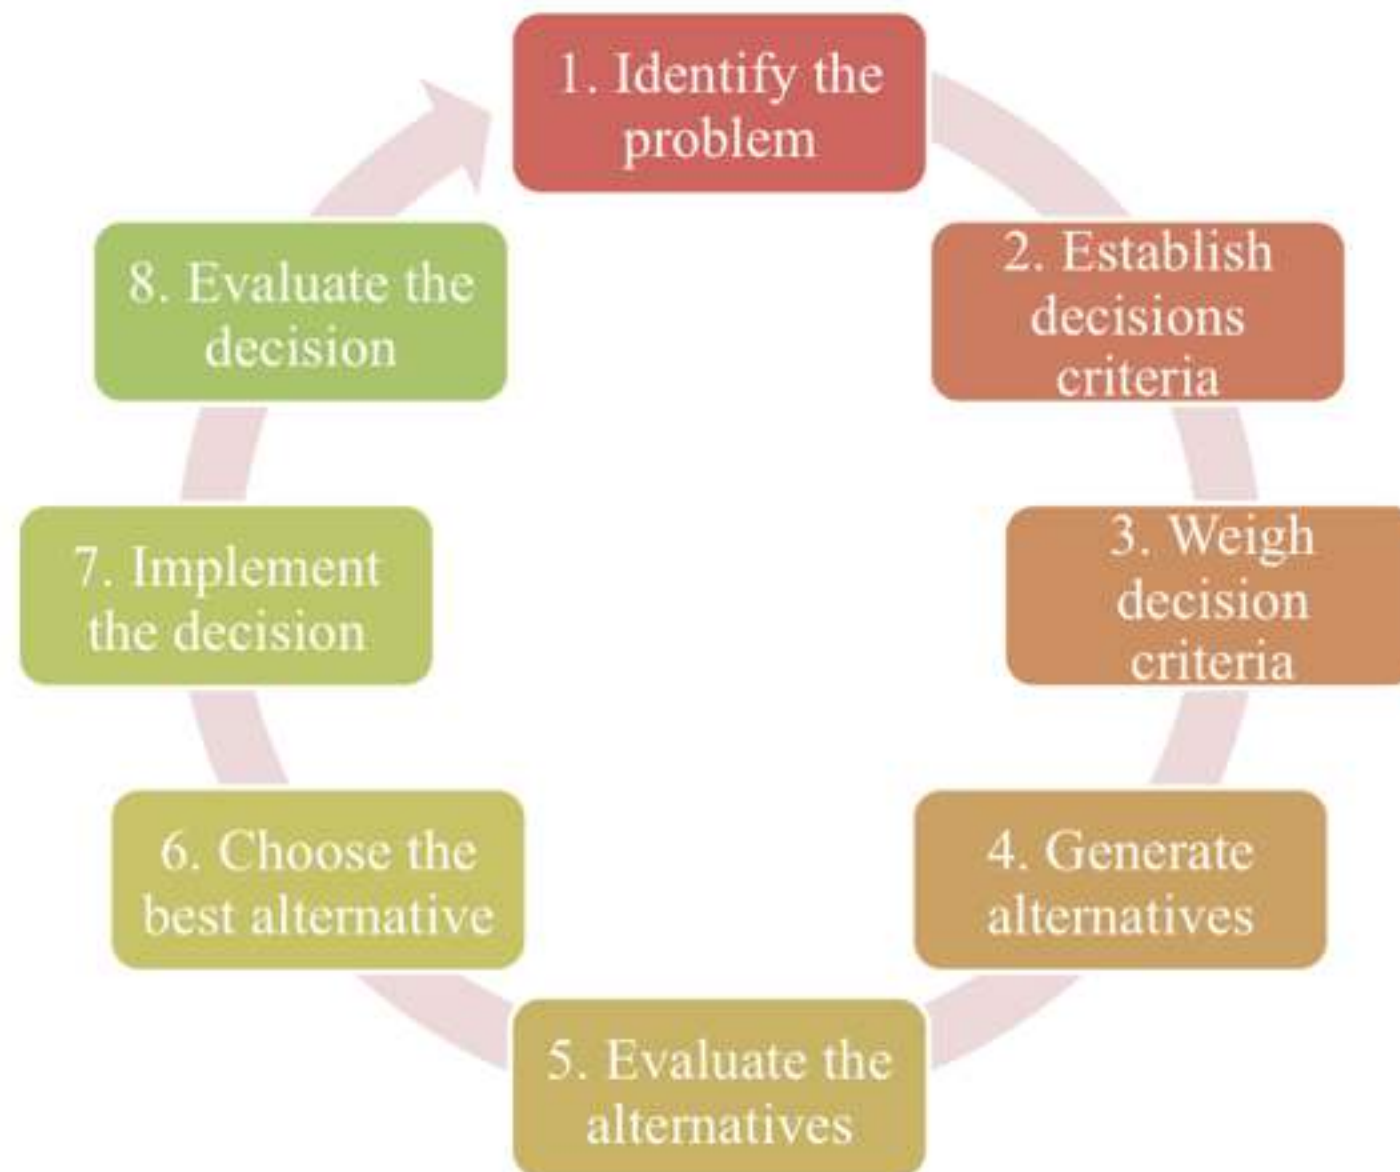 1. Identify the
problem
2. Establish
decisions
criteria
3. Weigh
decision
criteria
4. Generate
alternatives
5. Evaluate the
alternatives
6. Choose the
best alternative
7. Implement
the decision
8. Evaluate the
decision